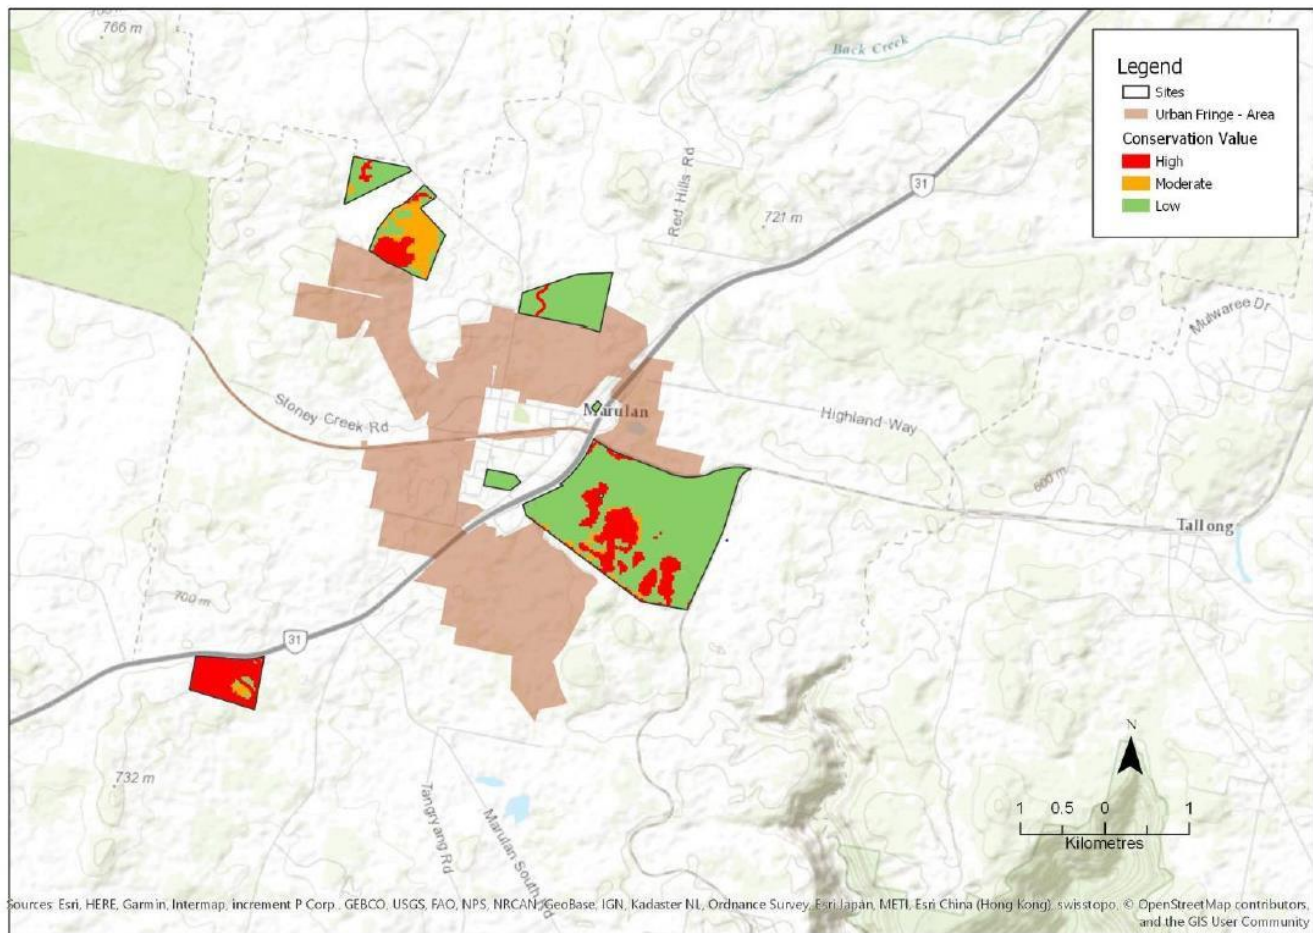 766 m
Back Creek
Legend
Sites
Urban Fringe - Area
Conservation Value
High
Moderate
Low
31
Red Hills Rd
721 m
Mulwaree Dr
Stoney Creek Rd
Marulan
Highland Way
600 m
Tallong
700 m
31
732 m
Tangryang Rd
Marulan South Rd
N
1 0.5 0 1
Kilometres
Sources: Esri, HERE, Garmin, Intermap, increment P Corp., GEBCO, USGS, FAO, NPS, NRCAN, GeoBase, IGN, Kadaster NL, Ordnance Survey, Esri Japan, METI, Esri China (Hong Kong), swisstopo, © OpenStreetMap contributors,
and the GIS User Community